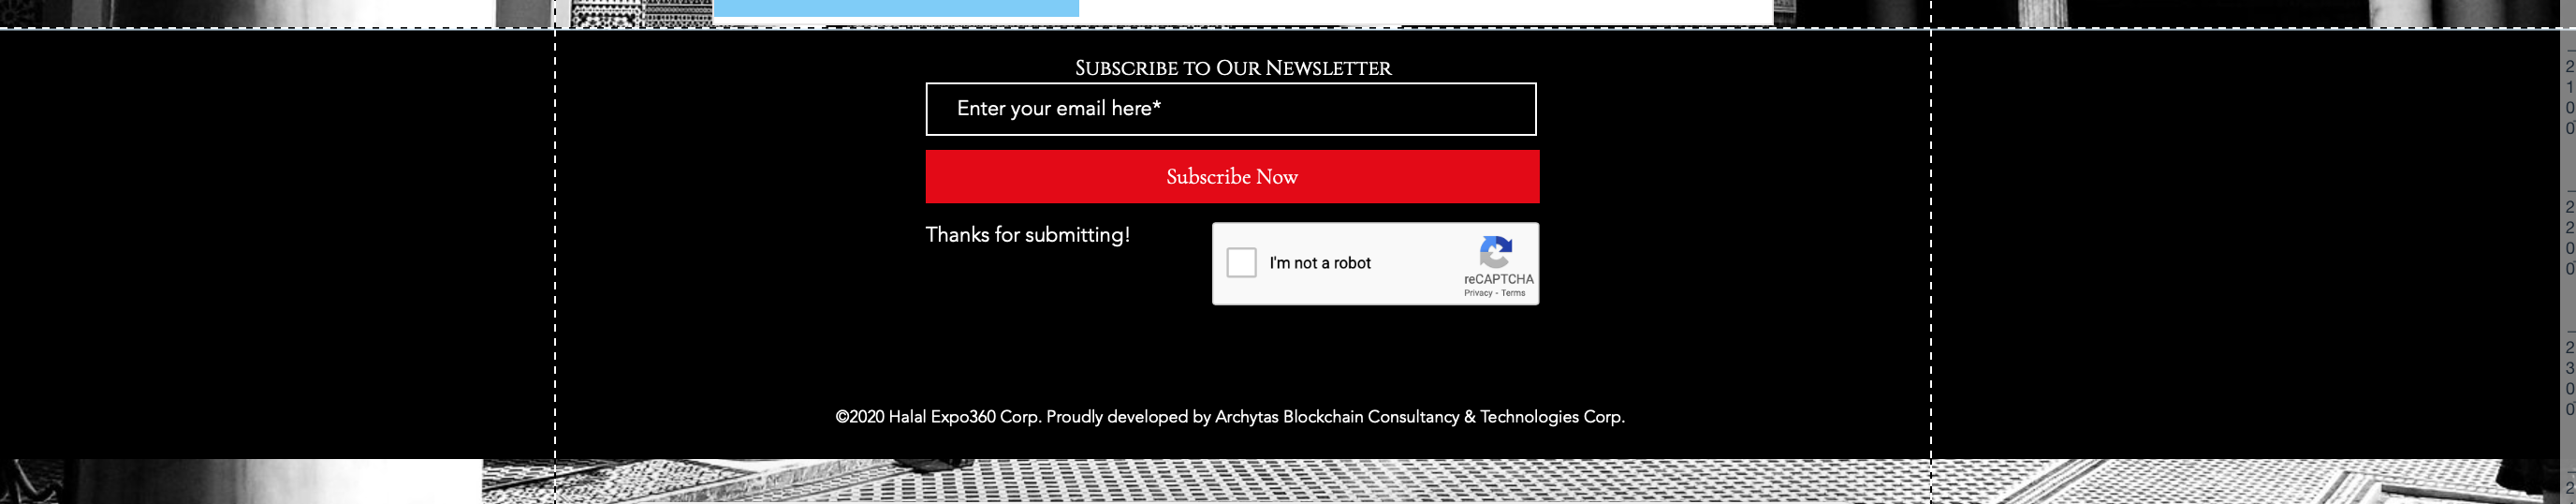 Subscribe to Our Newsletter
Enter your email here*
Subscribe Now
Thanks for submitting!
I'm not a robot
reCAPTCHA
Privacy - Terms
©2020 Halal Expo360 Corp. Proudly developed by Archytas Blockchain Consultancy & Technologies Corp.
2100
2200
2300